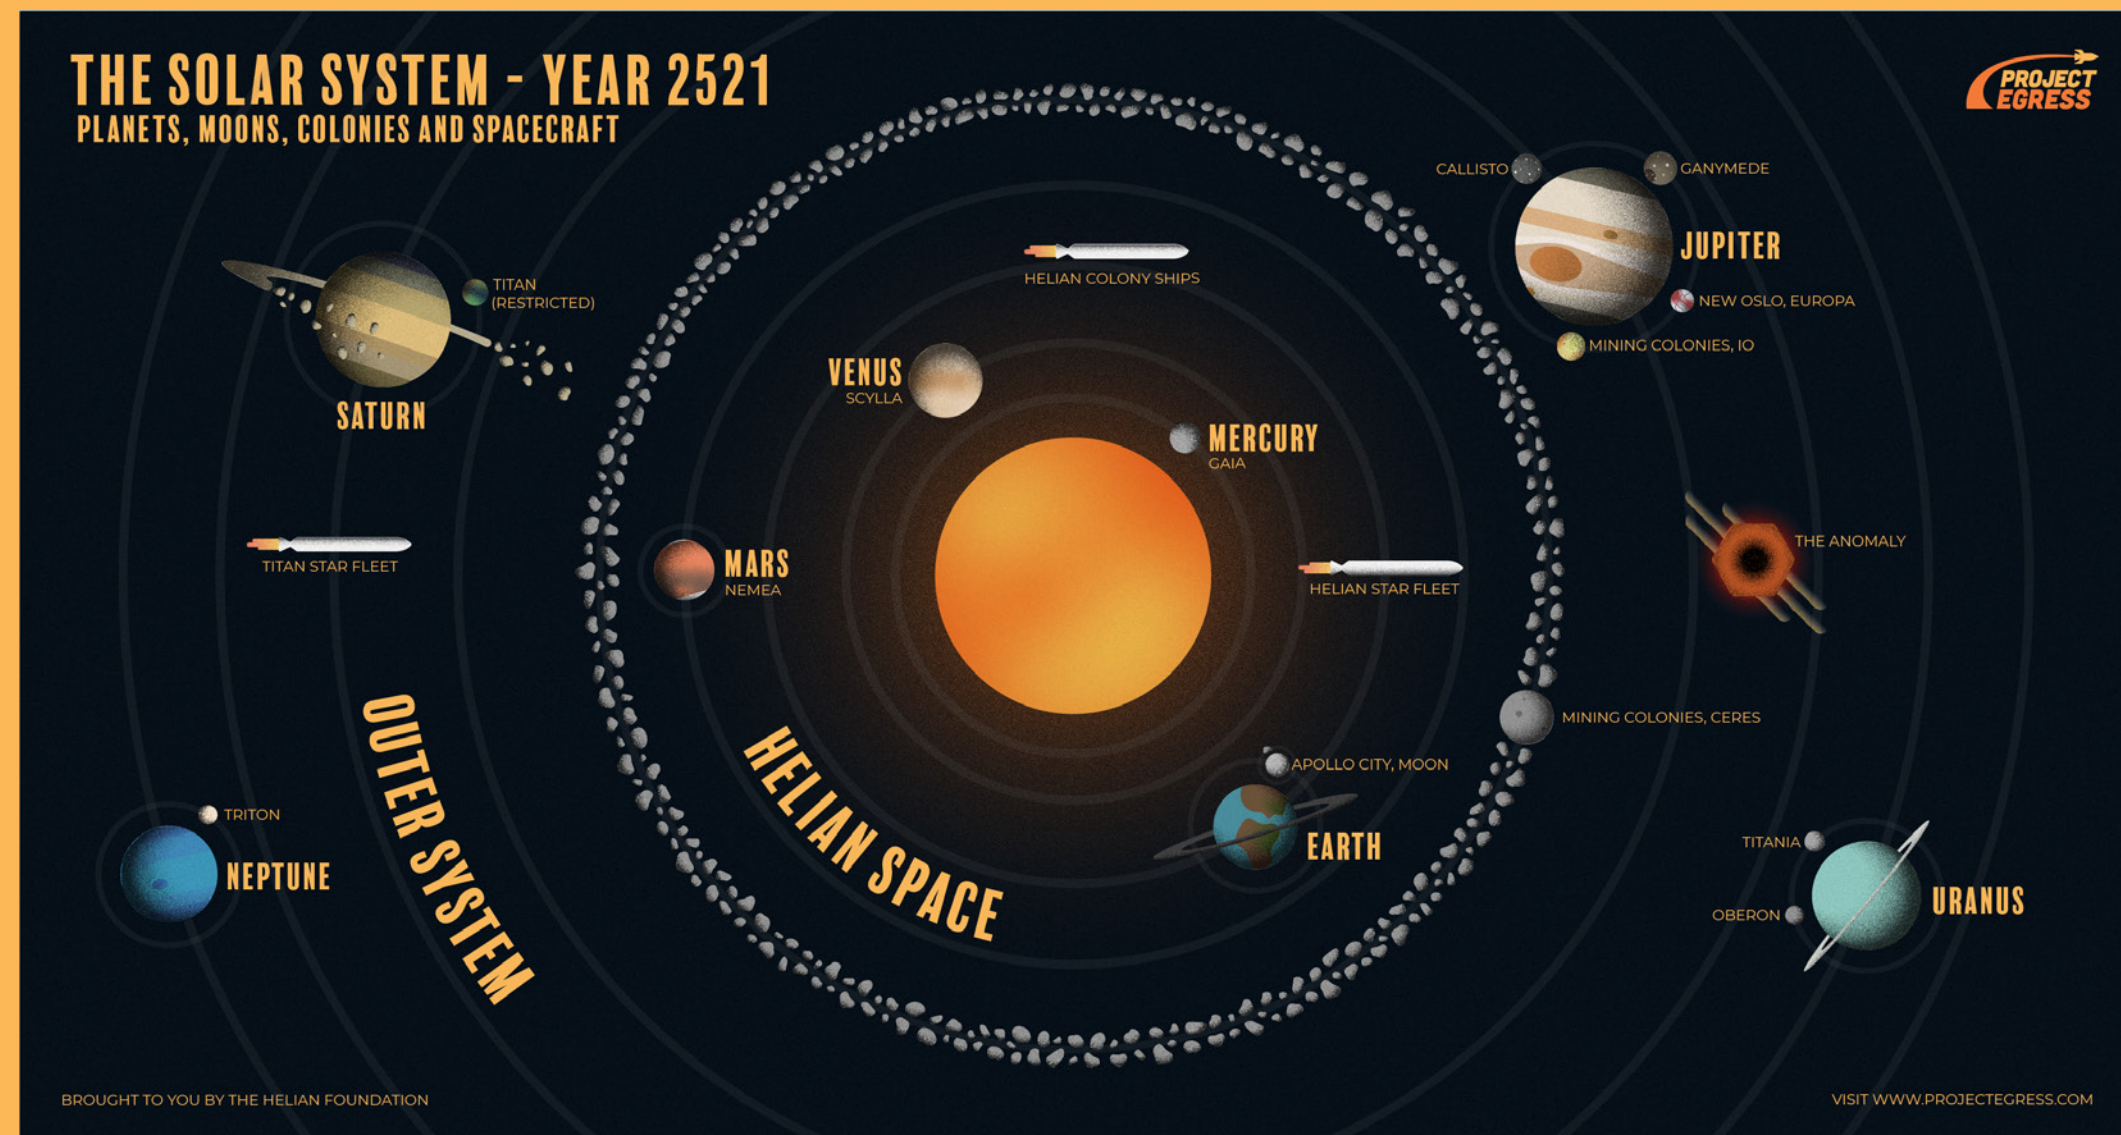 THE SOLAR SYSTEM - YEAR 2521
PLANETS, MOONS, COLONIES AND SPACECRAFT
PROJECT
EGRESS
CALLISTO
GANYMEDE
JUPITER
NEW OSLO, EUROPA
MINING COLONIES, IO
HELIAN COLONY SHIPS
TITAN
(RESTRICTED)
SATURN
VENUS
SCYLLA
MERCURY
GAIA
TITAN STAR FLEET
MARS
NEMEA
HELIAN STAR FLEET
THE ANOMALY
MINING COLONIES, CERES
OUTER SYSTEM
HELIAN SPACE
APOLLO CITY, MOON
EARTH
TRITON
NEPTUNE
TITANIA
OBERON
URANUS
BROUGHT TO YOU BY THE HELIAN FOUNDATION
VISIT WWW.PROJECTEGRESS.COM